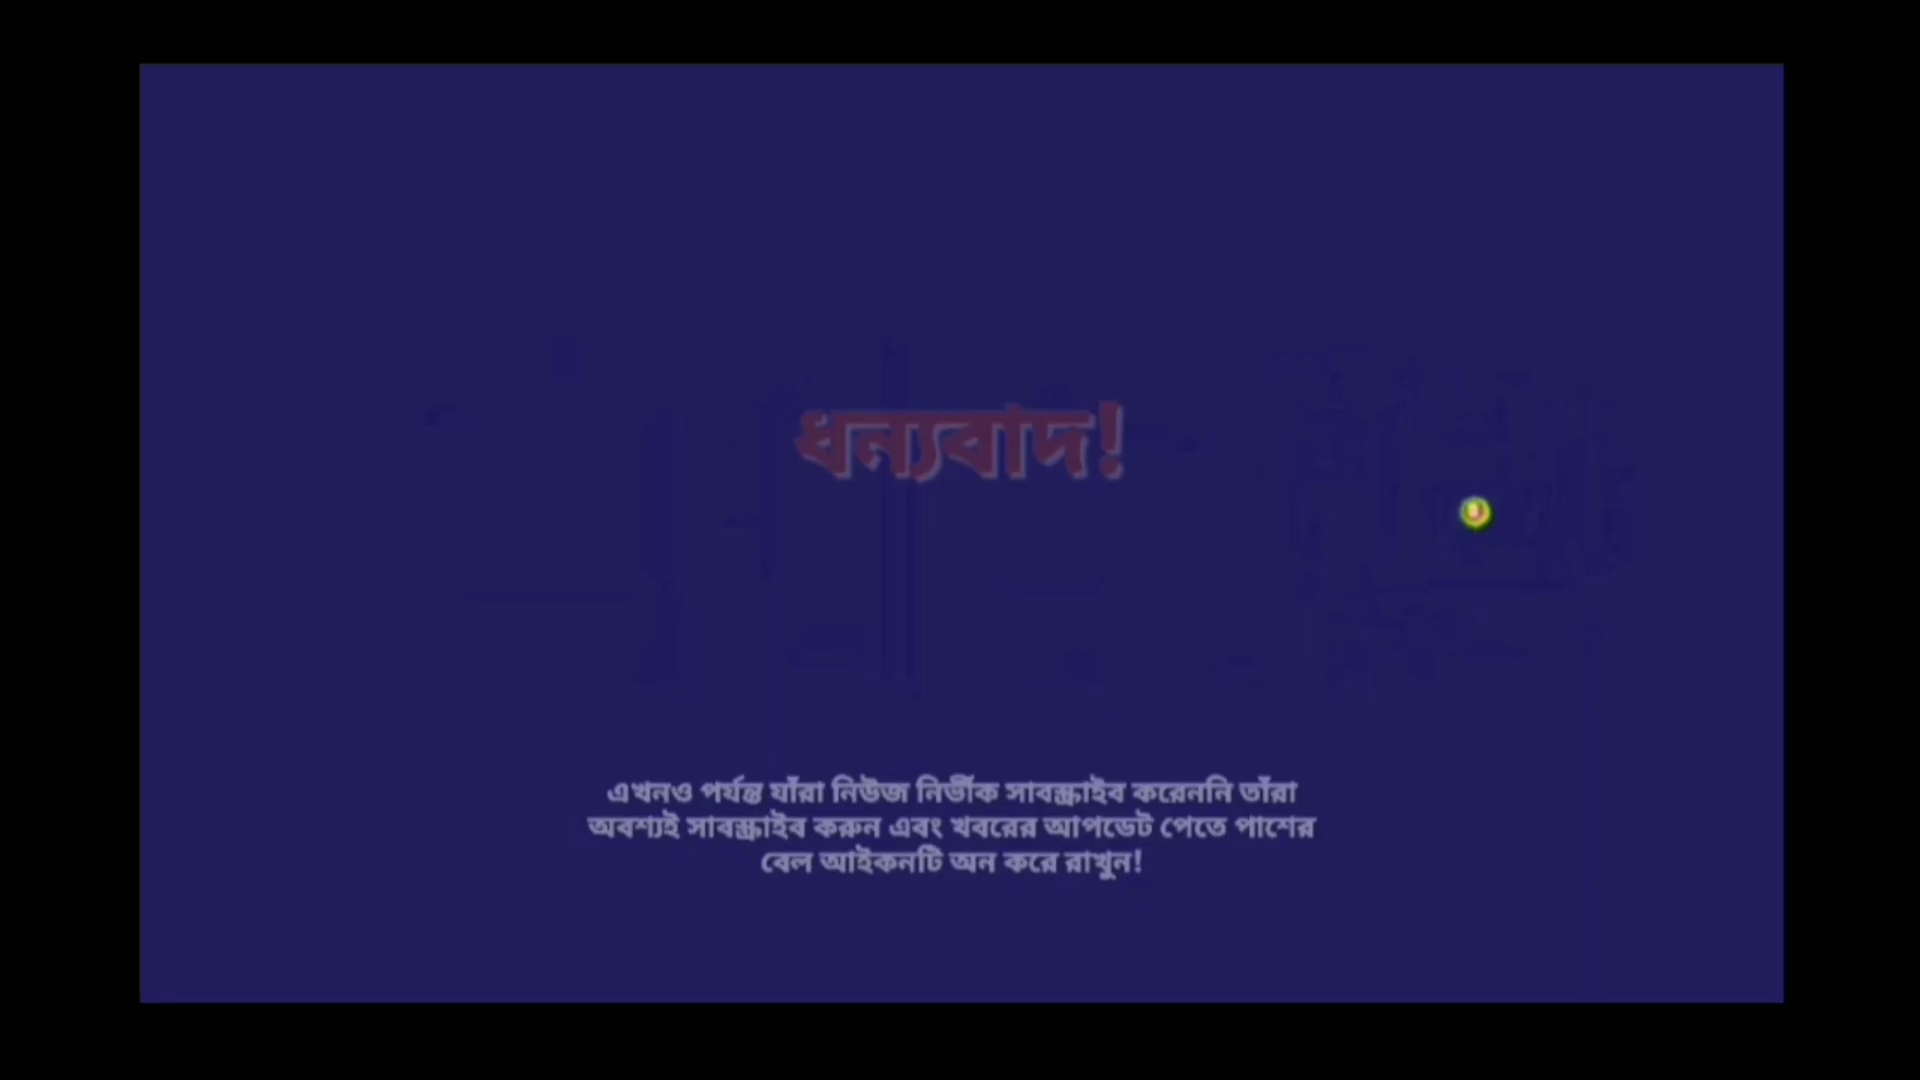 ধন্যবাদ!
এখনও পর্যন্ত যাঁরা নিউজ নির্ভীক সাবস্ক্রাইব করেননি তাঁরা
অবশ্যই সাবস্ক্রাইব করুন এবং খবরের আপডেট পেতে পাশের
বেল আইকনটি অন করে রাখুন!